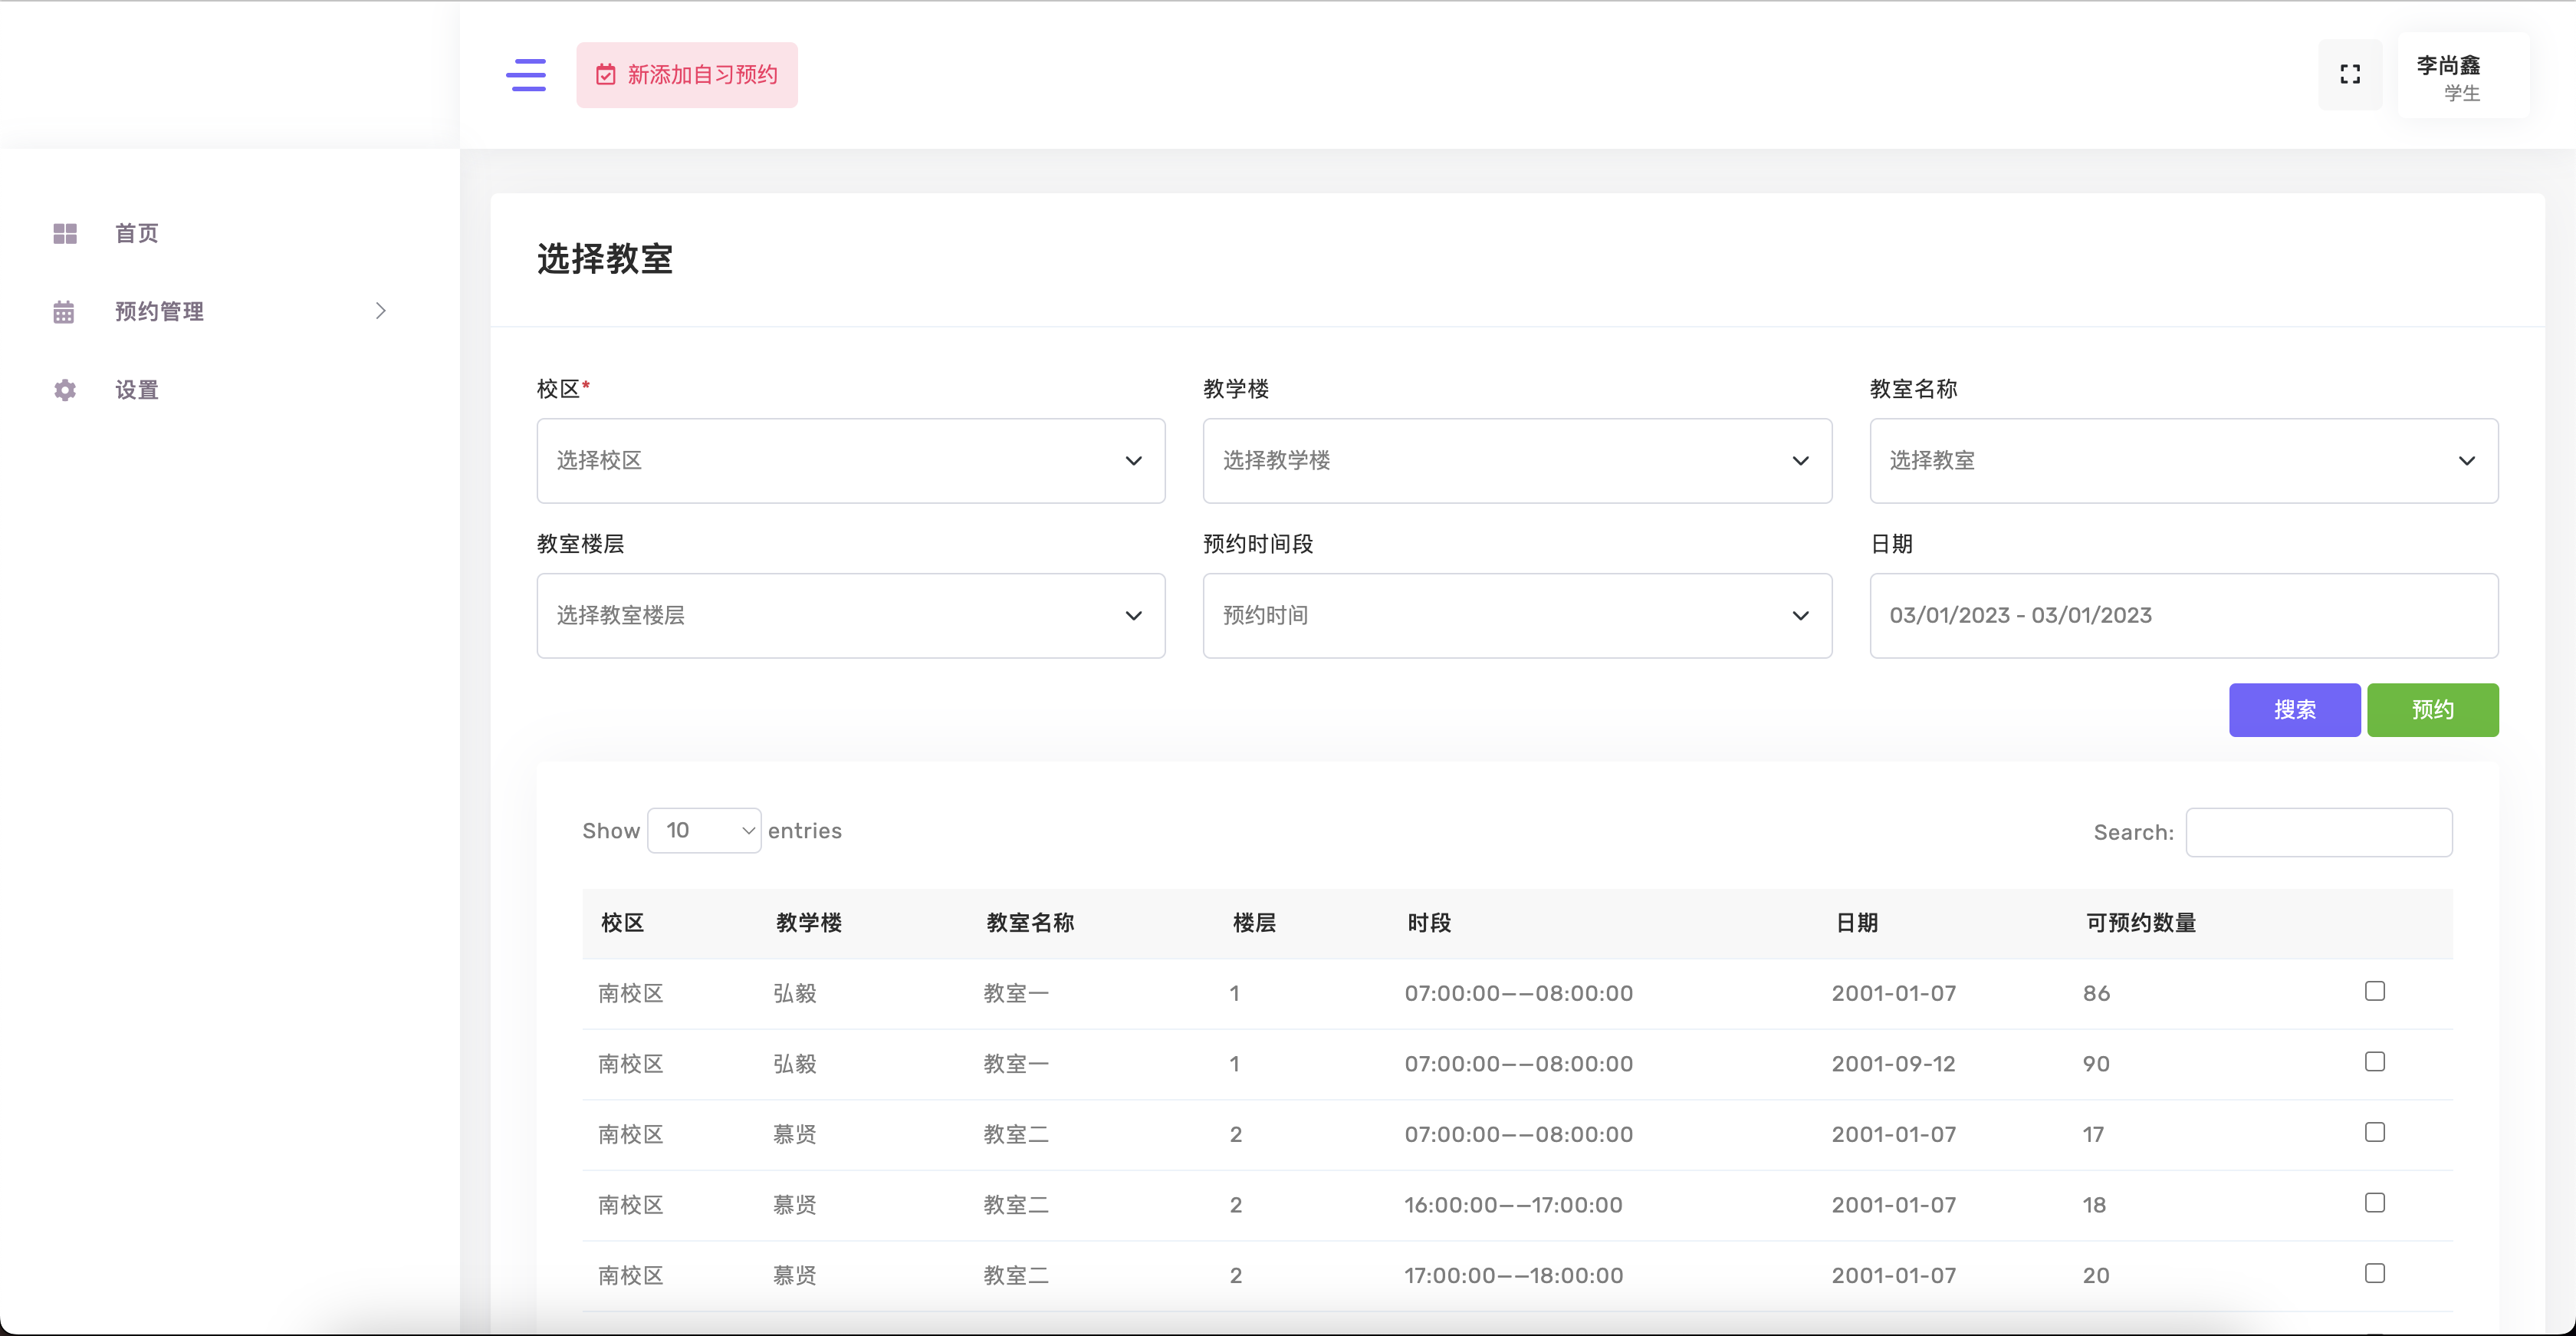 新添加自习预约
李尚鑫
学生
首页
预约管理
设置
选择教室
校区* 教学楼 教室名称
选择校区 选择教学楼 选择教室
教室楼层 预约时间段 日期
选择教室楼层 预约时间 03/01/2023 - 03/01/2023
搜索 预约
Show 10 entries Search:
校区 教学楼 教室名称 楼层 时段 日期 可预约数量
南校区 弘毅 教室一 1 07:00:00——08:00:00 2001-01-07 86
南校区 弘毅 教室一 1 07:00:00——08:00:00 2001-09-12 90
南校区 慕贤 教室二 2 07:00:00——08:00:00 2001-01-07 17
南校区 慕贤 教室二 2 16:00:00——17:00:00 2001-01-07 18
南校区 慕贤 教室二 2 17:00:00——18:00:00 2001-01-07 20